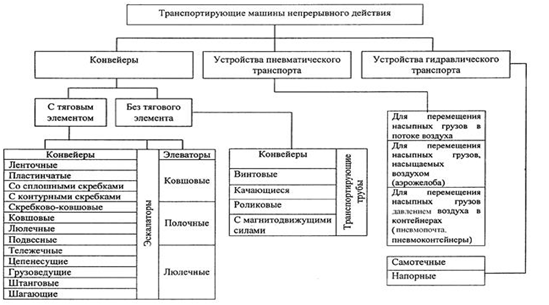 Транспортирующие машины непрерывного действия
Конвейеры
Устройства пневматического
транспорта
Устройства гидравлического
транспорта
С тяговым
элементом
Без тягового
элемента
Конвейеры
Ленточные
Пластинчатые
Со сплошными скребками
С контурными скребками
Скребково-ковшовые
Ковшовые
Люлечные
Подвесные
Тележечные
Цепенесущие
Грузоведущие
Штанговые
Шагающие
Эскалаторы
Элеваторы
Ковшовые
Полочные
Люлечные
Конвейеры
Винтовые
Качающиеся
Роликовые
С магнитодвижущими
силами
Транспортирующие
трубы
Для перемещения
насыпных грузов в
потоке воздуха
Для перемещения
насыпных грузов,
насыщаемых
воздухом
(аэрожелоба)
Для перемещения
насыпных грузов
давлением воздуха в
контейнерах
(пневмопочта,
пневмоконтейнеры)
Самотечные
Напорные